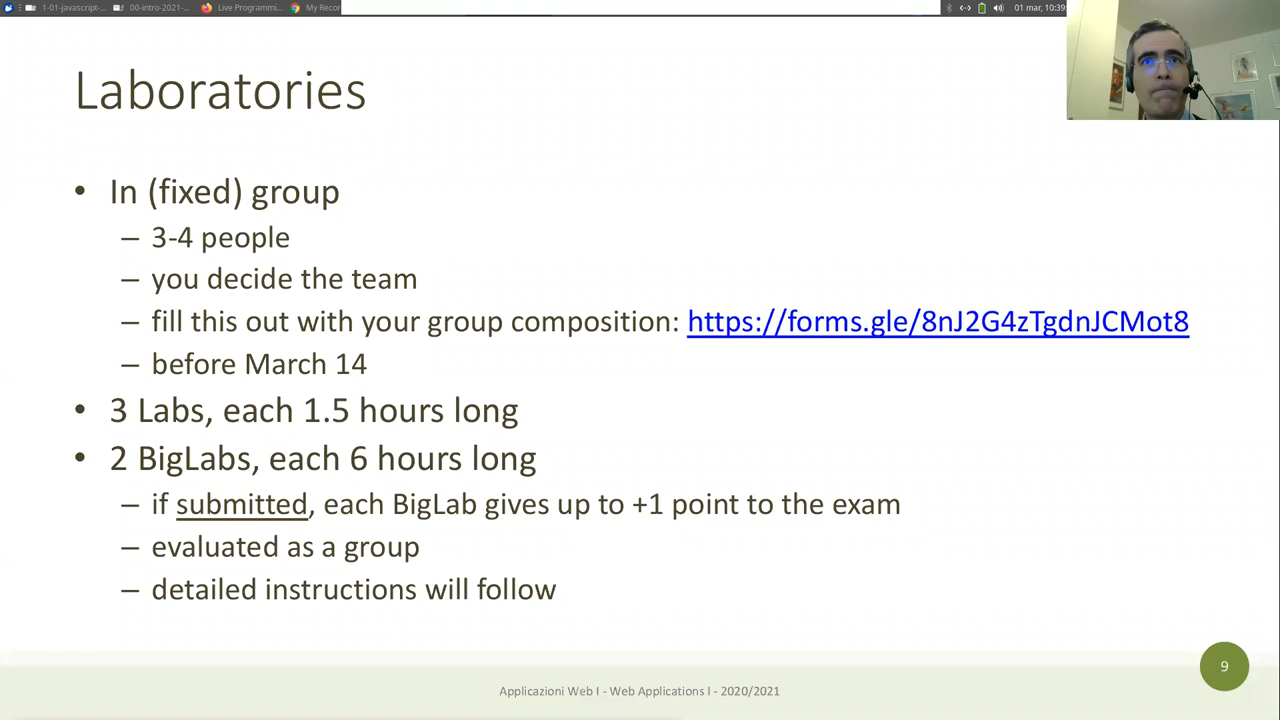 1-01-javascript-...
00-intro-2021-...
Live Programmi...
My Recor
01 mar, 10:39
Laboratories
• In (fixed) group
– 3-4 people
– you decide the team
– fill this out with your group composition: https://forms.gle/8nJ2G4zTgdnJCMot8
– before March 14
• 3 Labs, each 1.5 hours long
• 2 BigLabs, each 6 hours long
– if submitted, each BigLab gives up to +1 point to the exam
– evaluated as a group
– detailed instructions will follow
9
Applicazioni Web I - Web Applications I - 2020/2021